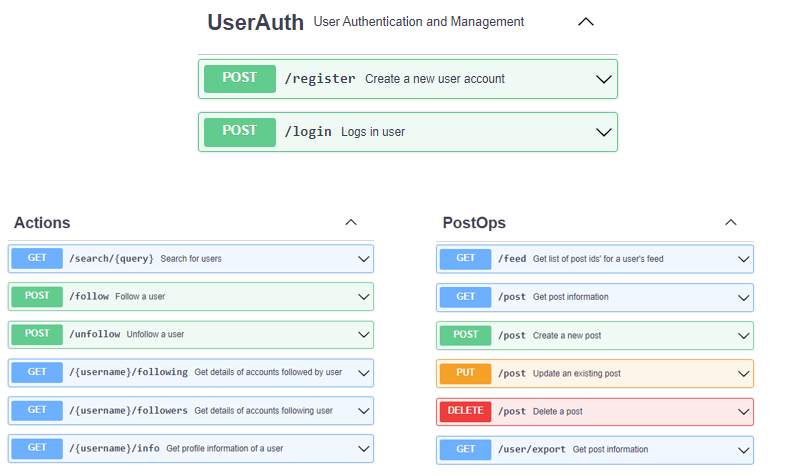 UserAuth User Authentication and Management
POST /register Create a new user account
POST /login Logs in user
Actions
GET /search/{query} Search for users
POST /follow Follow a user
POST /unfollow Unfollow a user
GET /{username}/following Get details of accounts followed by user
GET /{username}/followers Get details of accounts following user
GET /{username}/info Get profile information of a user
PostOps
GET /feed Get list of post ids' for a user's feed
GET /post Get post information
POST /post Create a new post
PUT /post Update an existing post
DELETE /post Delete a post
GET /user/export Get post information